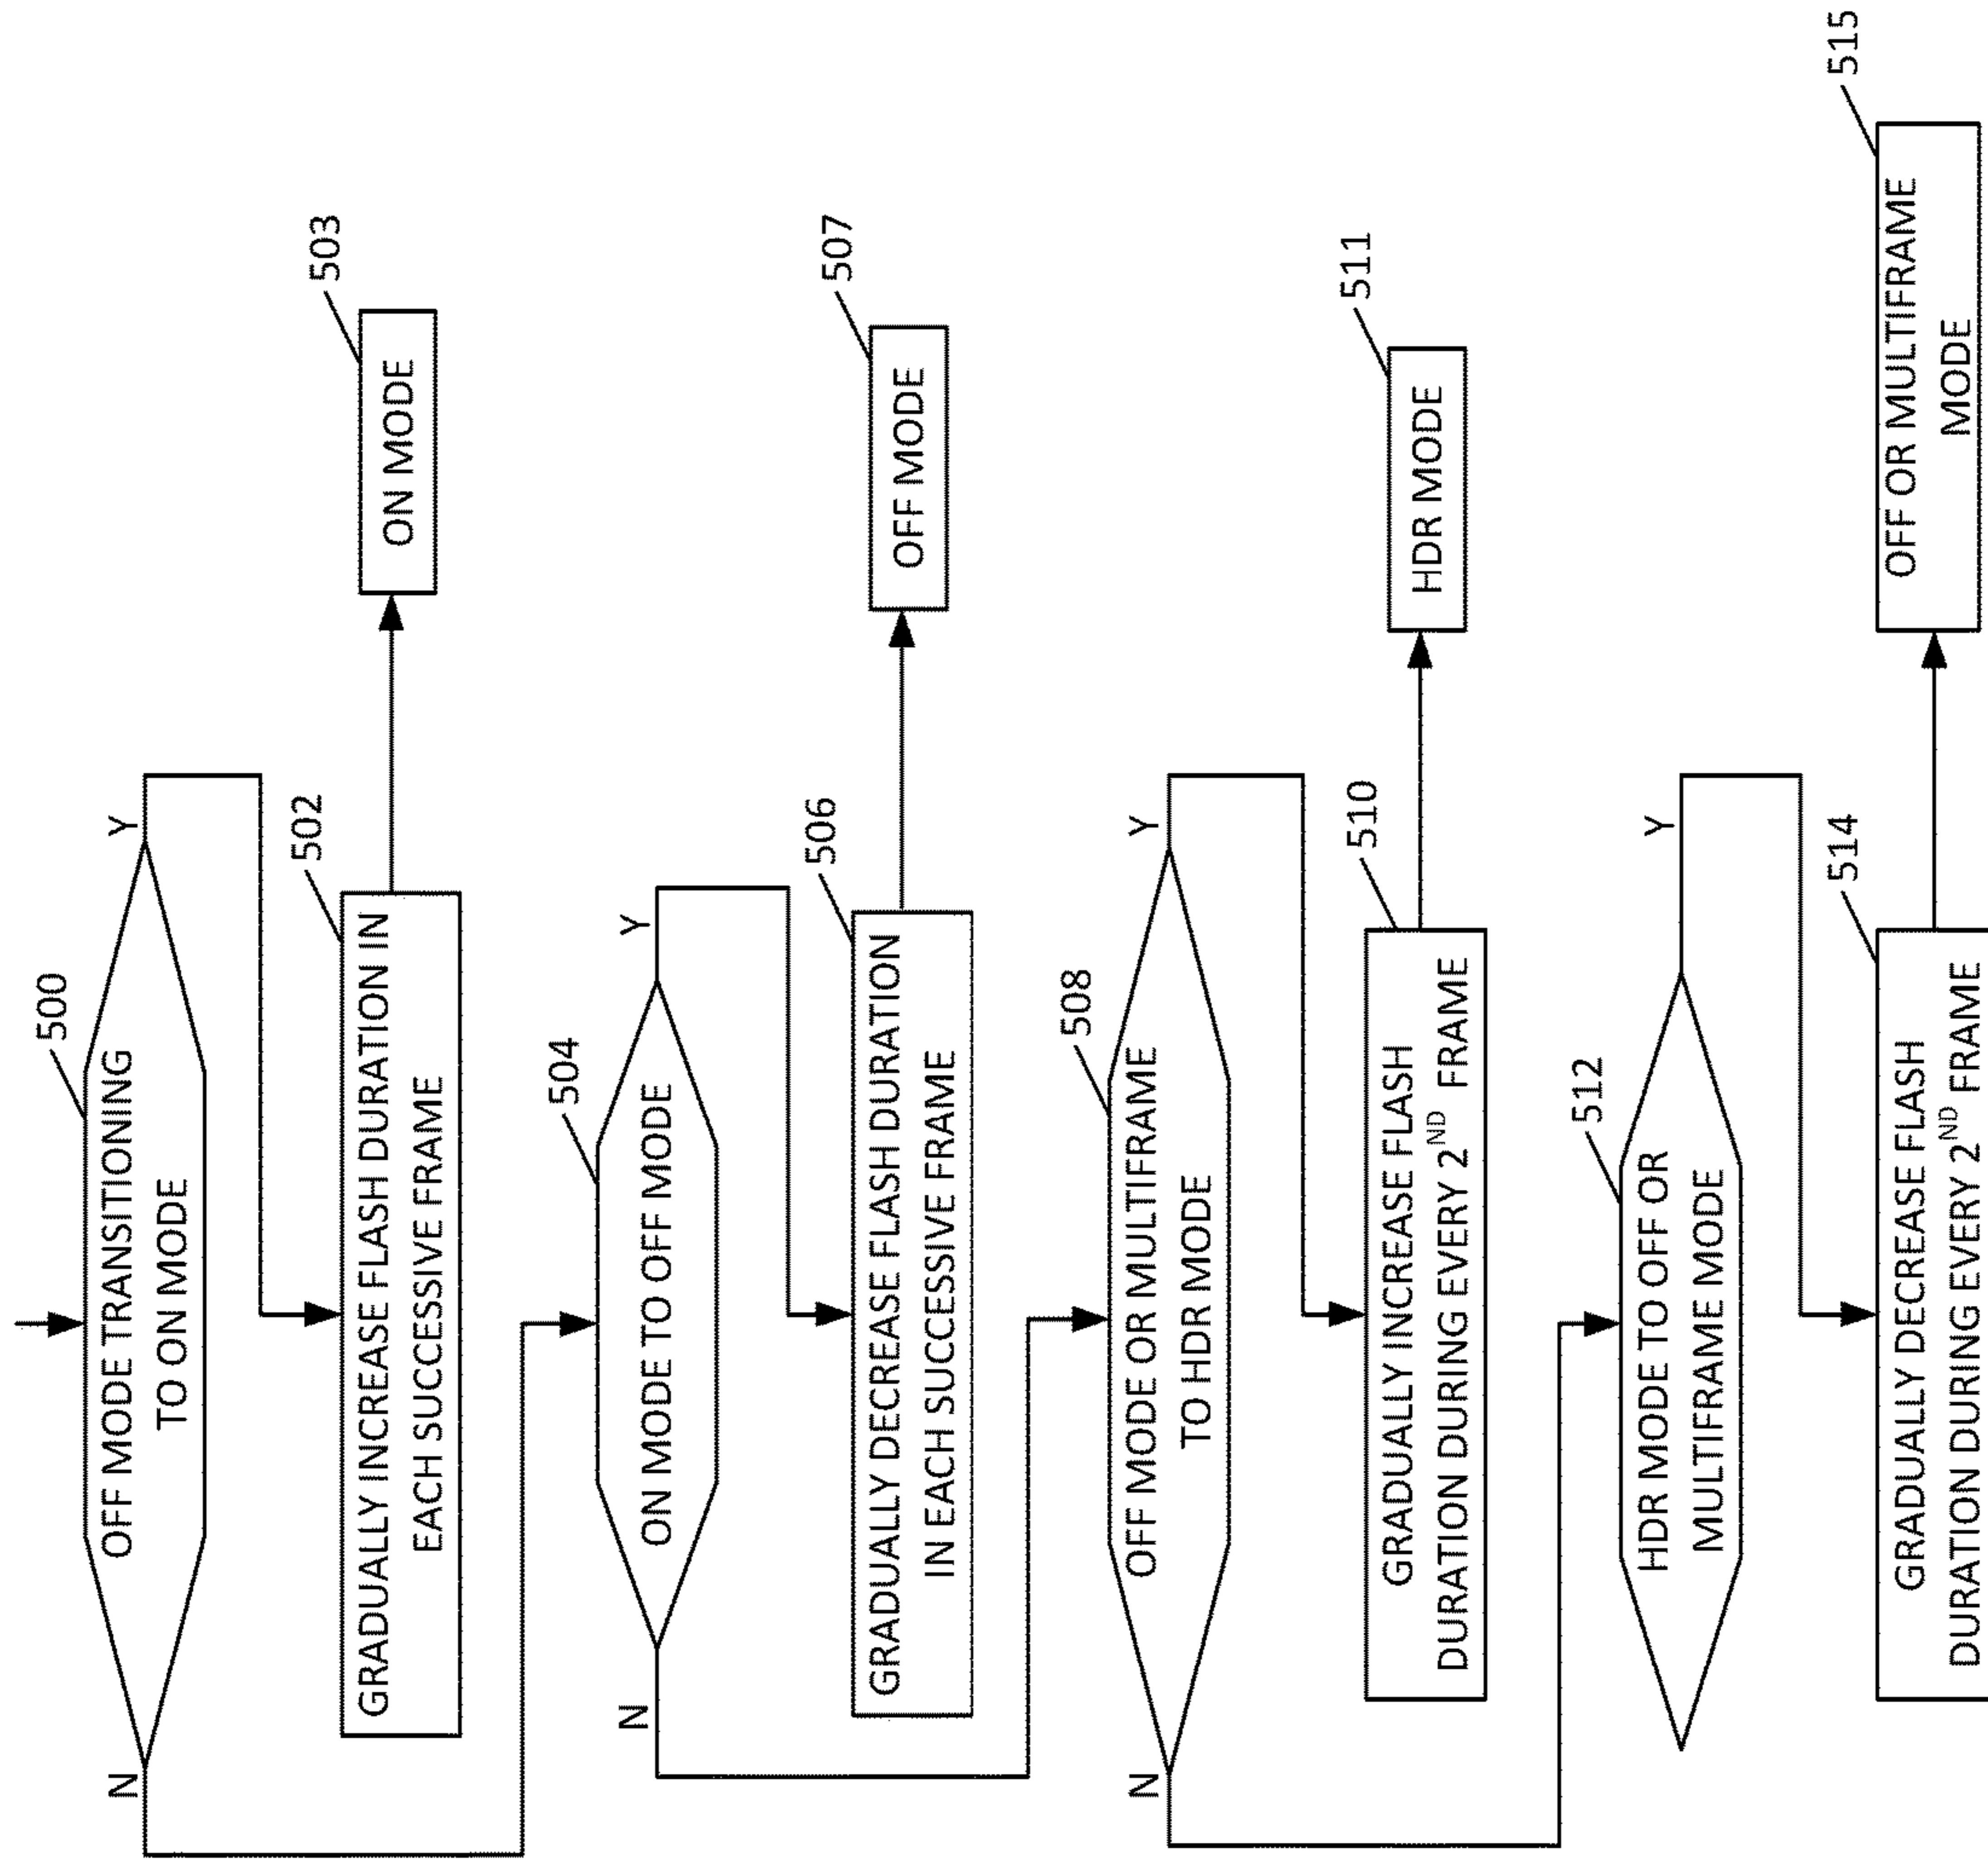 500
OFF MODE TRANSITIONING
TO ON MODE
N
Y
502
GRADUALLY INCREASE FLASH DURATION IN
EACH SUCCESSIVE FRAME
503
ON MODE
504
ON MODE TO OFF MODE
N
Y
506
GRADUALLY DECREASE FLASH DURATION
IN EACH SUCCESSIVE FRAME
507
OFF MODE
508
OFF MODE OR MULTIFRAME
TO HDR MODE
N
Y
510
GRADUALLY INCREASE FLASH
DURATION DURING EVERY 2ND FRAME
511
HDR MODE
512
HDR MODE TO OFF OR
MULTIFRAME MODE
Y
514
GRADUALLY DECREASE FLASH
DURATION DURING EVERY 2ND FRAME
515
OFF OR MULTIFRAME
MODE